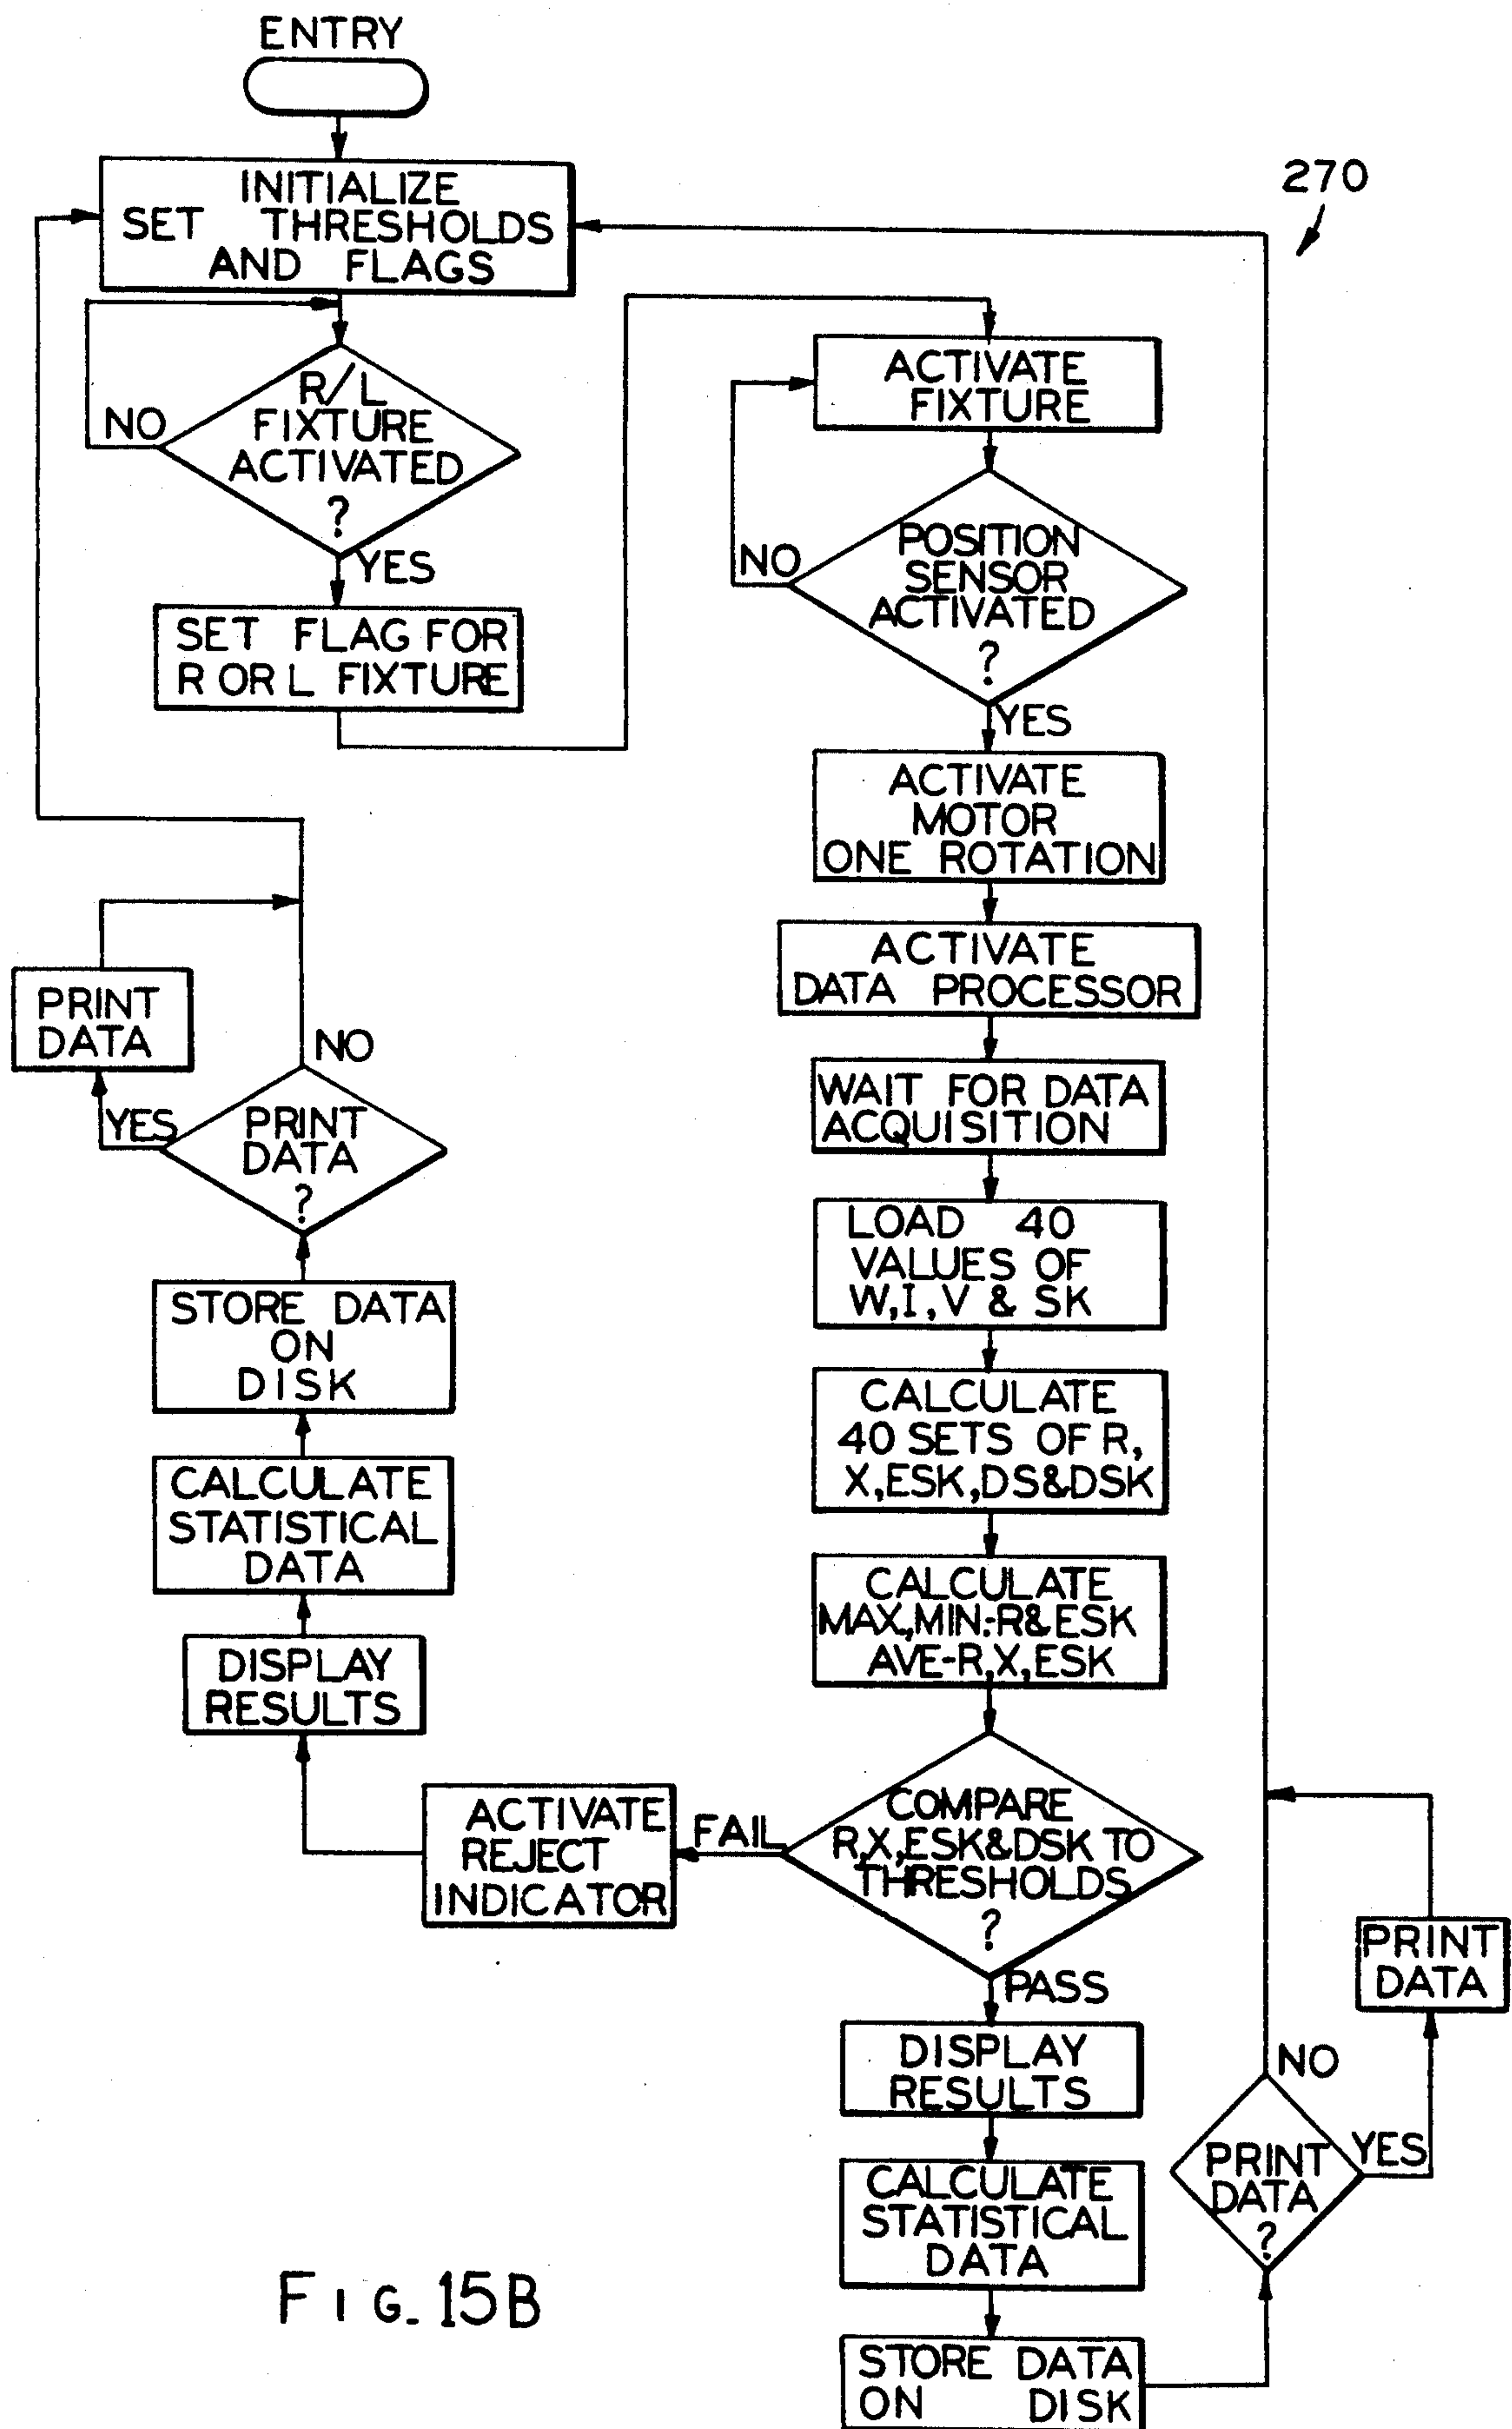 ENTRY
270
INITIALIZE
SET THRESHOLDS
AND FLAGS
R/L
FIXTURE
ACTIVATED
?
NO
YES
SET FLAG FOR
R OR L FIXTURE
ACTIVATE
FIXTURE
POSITION
SENSOR
ACTIVATED
?
NO
YES
ACTIVATE
MOTOR
ONE ROTATION
ACTIVATE
DATA PROCESSOR
WAIT FOR DATA
ACQUISITION
LOAD 40
VALUES OF
W,I,V & SK
CALCULATE
40 SETS OF R,
X,ESK,DS&DSK
CALCULATE
MAX,MIN:-R&ESK
AVE-R,X,ESK
COMPARE
R,X,ESK&DSK TO
THRESHOLDS
?
FAIL
PASS
ACTIVATE
REJECT
INDICATOR
DISPLAY
RESULTS
CALCULATE
STATISTICAL
DATA
STORE DATA
ON
DISK
PRINT
DATA
?
YES
NO
PRINT
DATA
DISPLAY
RESULTS
CALCULATE
STATISTICAL
DATA
STORE DATA
ON DISK
PRINT
DATA
?
YES
NO
PRINT
DATA
FIG. 15B